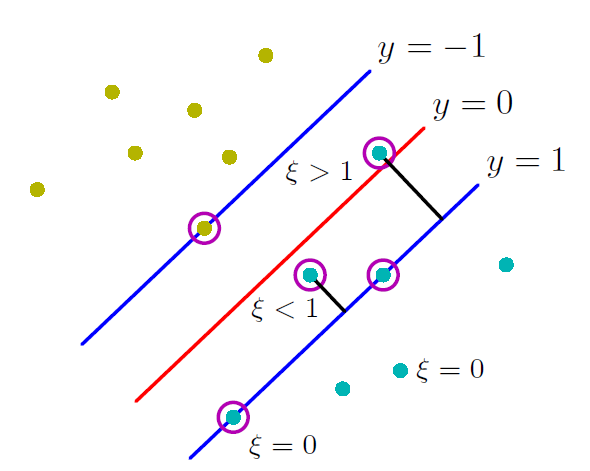 y = −1
y = 0
ξ > 1
y = 1
ξ < 1
ξ = 0
ξ = 0